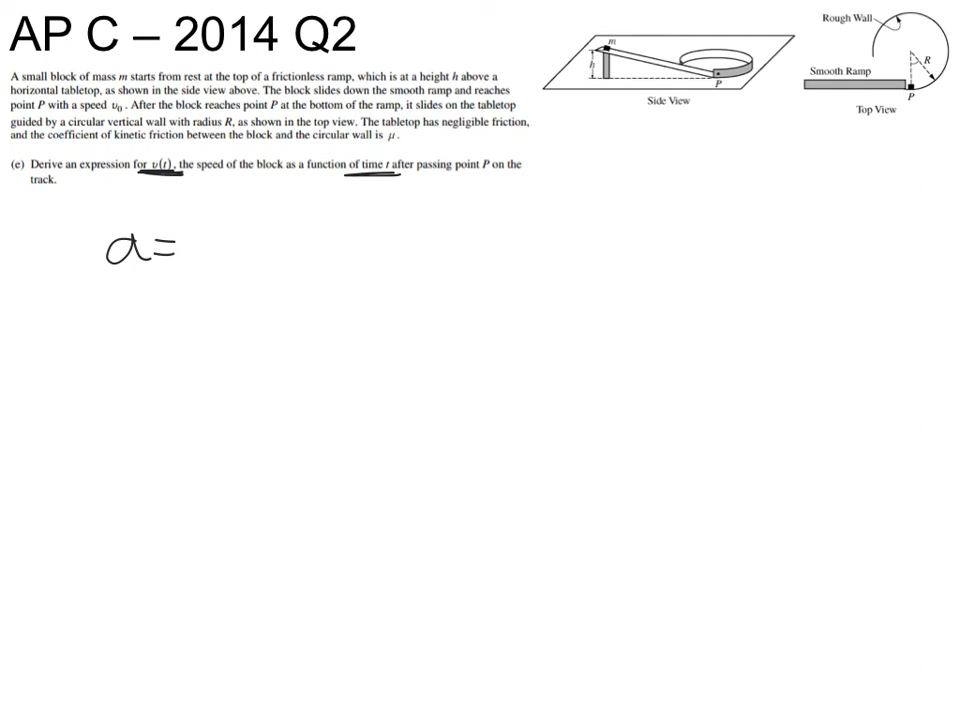 AP C – 2014 Q2
A small block of mass m starts from rest at the top of a frictionless ramp, which is at a height h above a
horizontal tabletop, as shown in the side view above. The block slides down the smooth ramp and reaches
point P with a speed v₀. After the block reaches point P at the bottom of the ramp, it slides on the tabletop
guided by a circular vertical wall with radius R, as shown in the top view. The tabletop has negligible friction,
and the coefficient of kinetic friction between the block and the circular wall is μ.
(e) Derive an expression for v(t), the speed of the block as a function of time t after passing point P on the
track.
m
h
P
Side View
Rough Wall
R
Smooth Ramp
P
Top View
a=